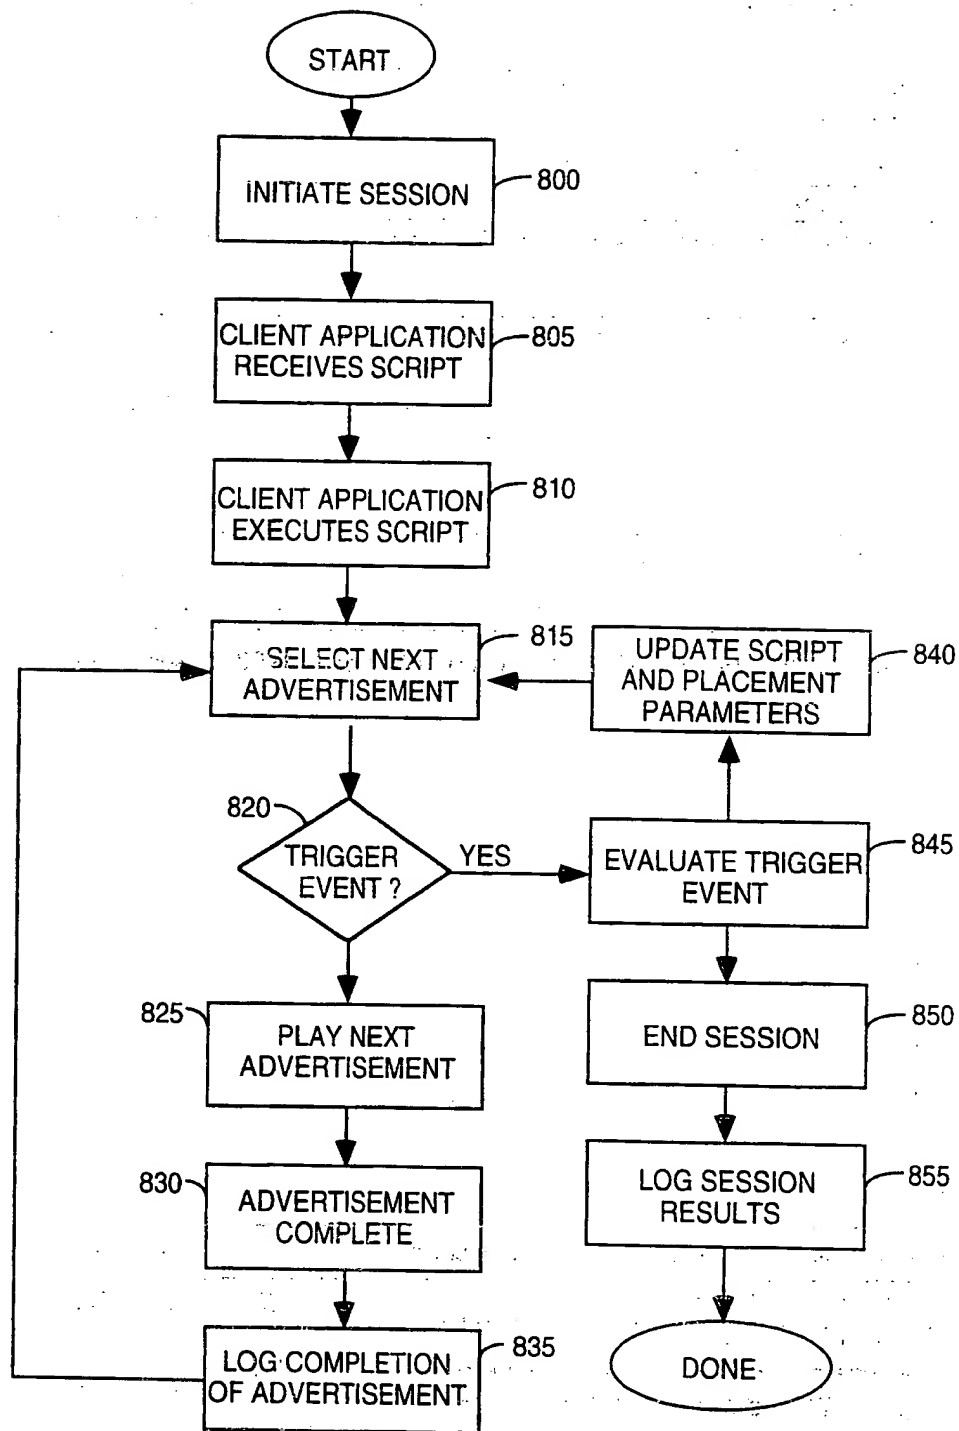 START
INITIATE SESSION
800
CLIENT APPLICATION
RECEIVES SCRIPT
805
CLIENT APPLICATION
EXECUTES SCRIPT
810
SELECT NEXT
ADVERTISEMENT
815
UPDATE SCRIPT
AND PLACEMENT
PARAMETERS
840
820
TRIGGER
EVENT ?
YES
EVALUATE TRIGGER
EVENT
845
825
PLAY NEXT
ADVERTISEMENT
END SESSION
850
830
ADVERTISEMENT
COMPLETE
LOG SESSION
RESULTS
855
LOG COMPLETION
OF ADVERTISEMENT
835
DONE